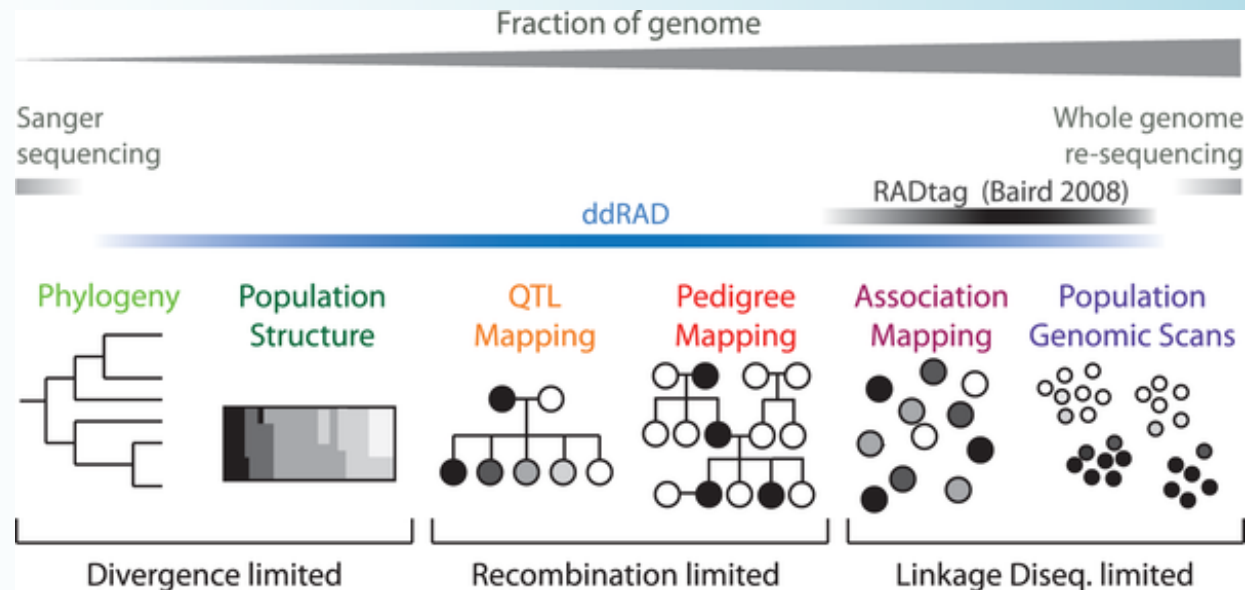 Fraction of genome
Sanger
sequencing
Whole genome
re-sequencing
RADtag (Baird 2008)
ddRAD
Phylogeny
Population
Structure
QTL
Mapping
Pedigree
Mapping
Association
Mapping
Population
Genomic Scans
Divergence limited
Recombination limited
Linkage Diseq. limited